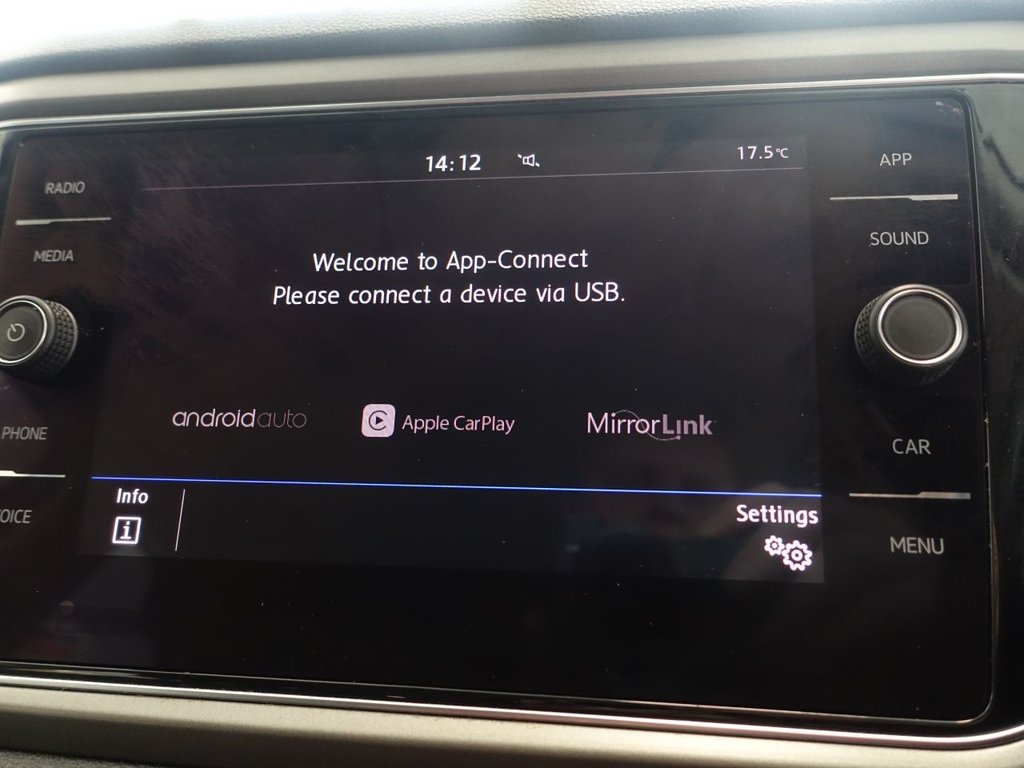 RADIO
MEDIA
PHONE
OICE
14:12
17.5°C
Welcome to App-Connect
Please connect a device via USB.
androidauto
Apple CarPlay
MirrorLink
Info
i
Settings
APP
SOUND
CAR
MENU